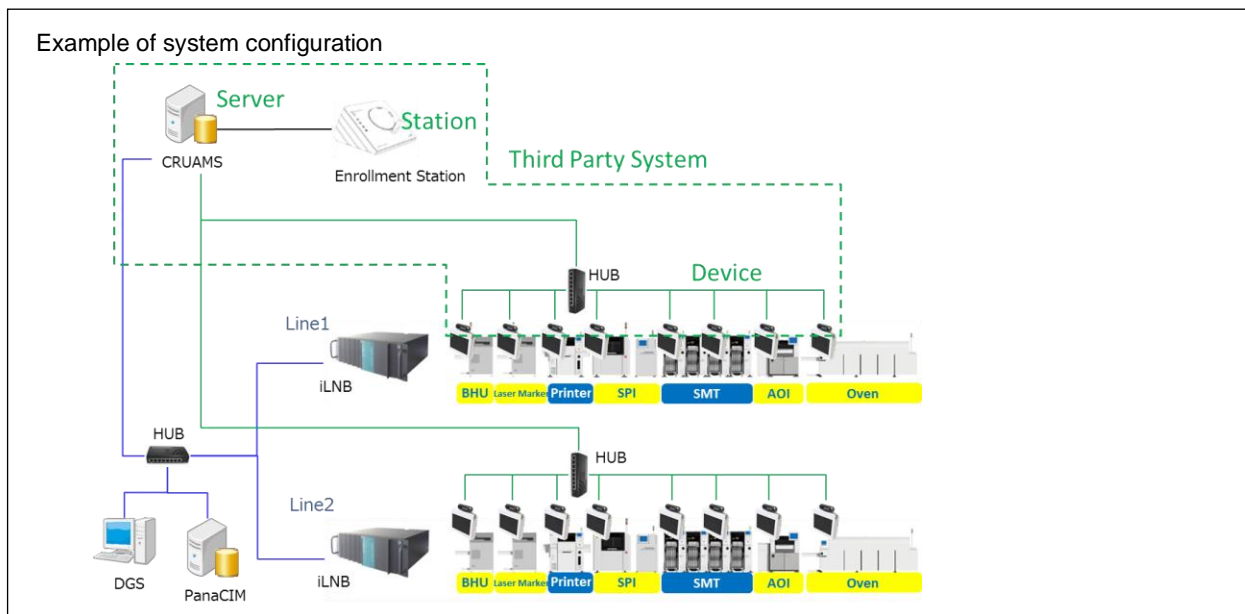 Example of system configuration
Server
Station
CRUAMS
Enrollment Station
Third Party System
HUB
Device
Line1
iLNB
BHU
Laser Marker
Printer
SPI
SMT
AOI
Oven
HUB
HUB
Line2
iLNB
DGS
PanaCIM
BHU
Laser Marker
Printer
SPI
SMT
AOI
Oven